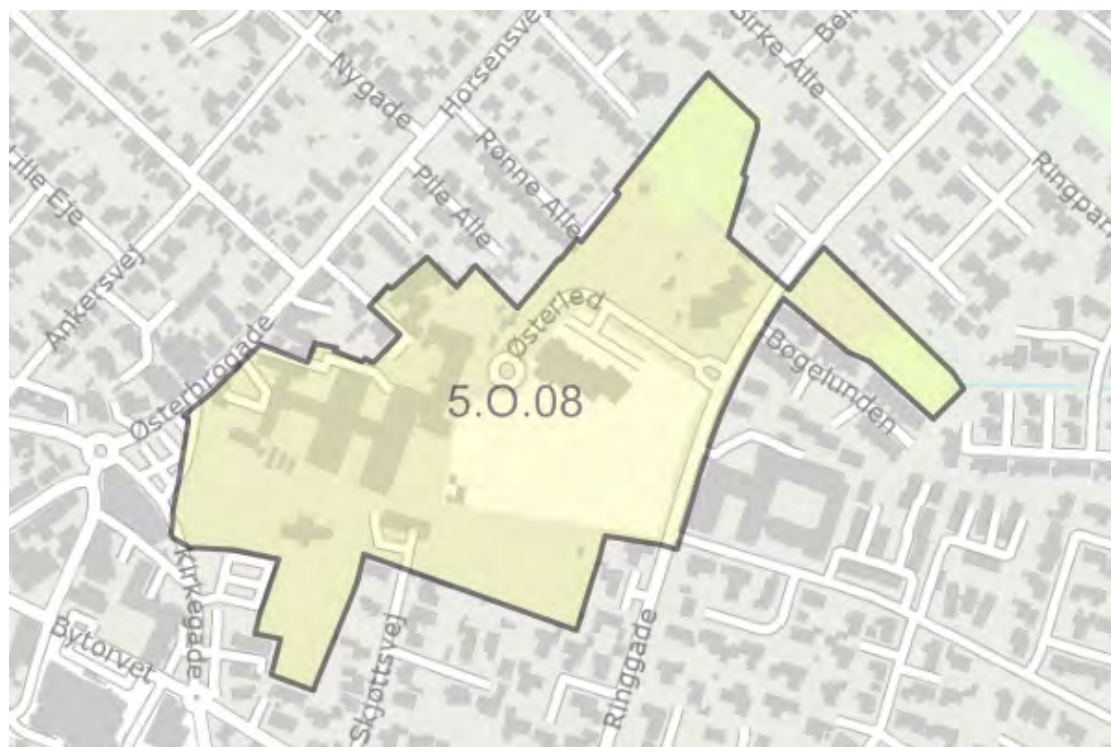 Nygade
Horsensvej
Birke Alle
Lille Eje
Rønne Alle
Pile Alle
Ankersvej
Østerled
Østerbrogade
Bøgelunden
5.O.08
Kirkegade
Bytorvet
Skjøttsvej
Ringgade